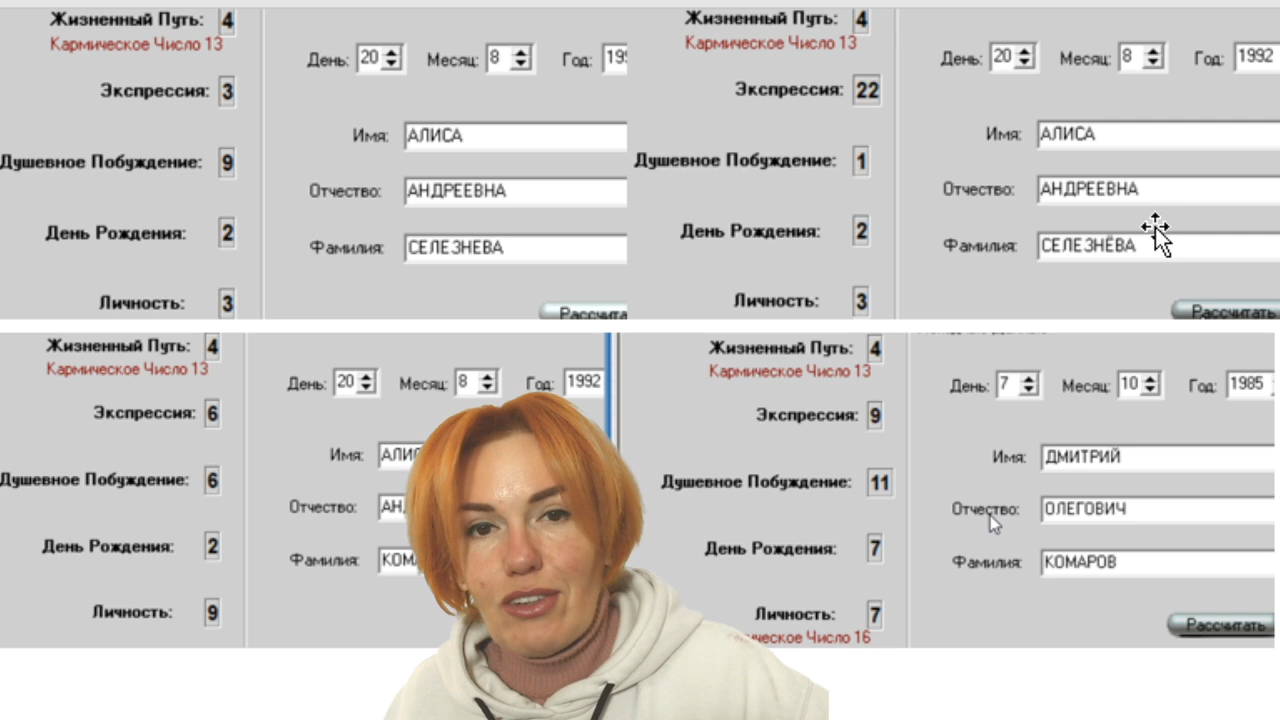 Жизненный Путь: 4
Кармическое Число 13
Экспрессия: 3
Душевное Побуждение: 9
День Рождения: 2
Личность: 3
День: 20 Месяц: 8 Год:
Имя: АЛИСА
Отчество: АНДРЕЕВНА
Фамилия: СЕЛЕЗНЕВА
Жизненный Путь: 4
Кармическое Число 13
Экспрессия: 22
Душевное Побуждение: 1
День Рождения: 2
Личность: 3
День: 20 Месяц: 8 Год: 1992
Имя: АЛИСА
Отчество: АНДРЕЕВНА
Фамилия: СЕЛЕЗНЁВА
Рассчитать
Жизненный Путь: 4
Кармическое Число 13
Экспрессия: 6
Душевное Побуждение: 6
День Рождения: 2
Личность: 9
День: 20 Месяц: 8 Год: 1992
Имя:
Отчество:
Фамилия:
Жизненный Путь: 4
Кармическое Число 13
Экспрессия: 9
Душевное Побуждение: 11
День Рождения: 7
Личность: 7
Число 16
День: 7 Месяц: 10 Год: 1985
Имя: ДМИТРИЙ
Отчество: ОЛЕГОВИЧ
Фамилия: КОМАРОВ
Рассчитать